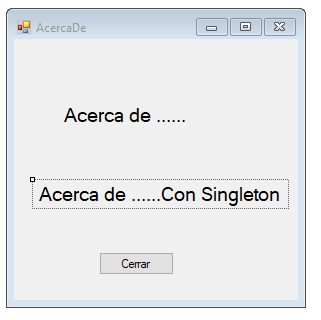 AcercaDe
Acerca de ......
Acerca de ......Con Singleton
Cerrar